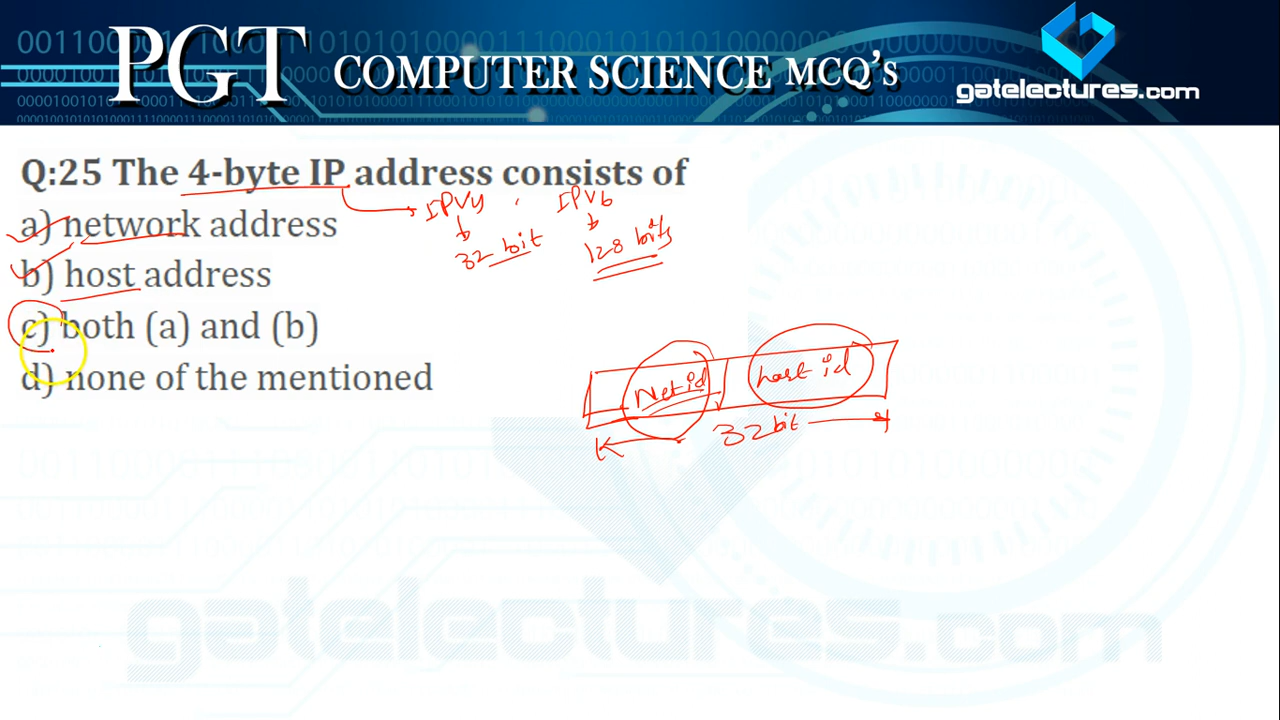 PGT COMPUTER SCIENCE MCQ'S
gatelectures.com
Q:25 The 4-byte IP address consists of
IPV4, IPV6
a) network address
32 bit 128 bits
b) host address
c) both (a) and (b)
Net id host id
d) none of the mentioned
32 bit
gatelectures.com